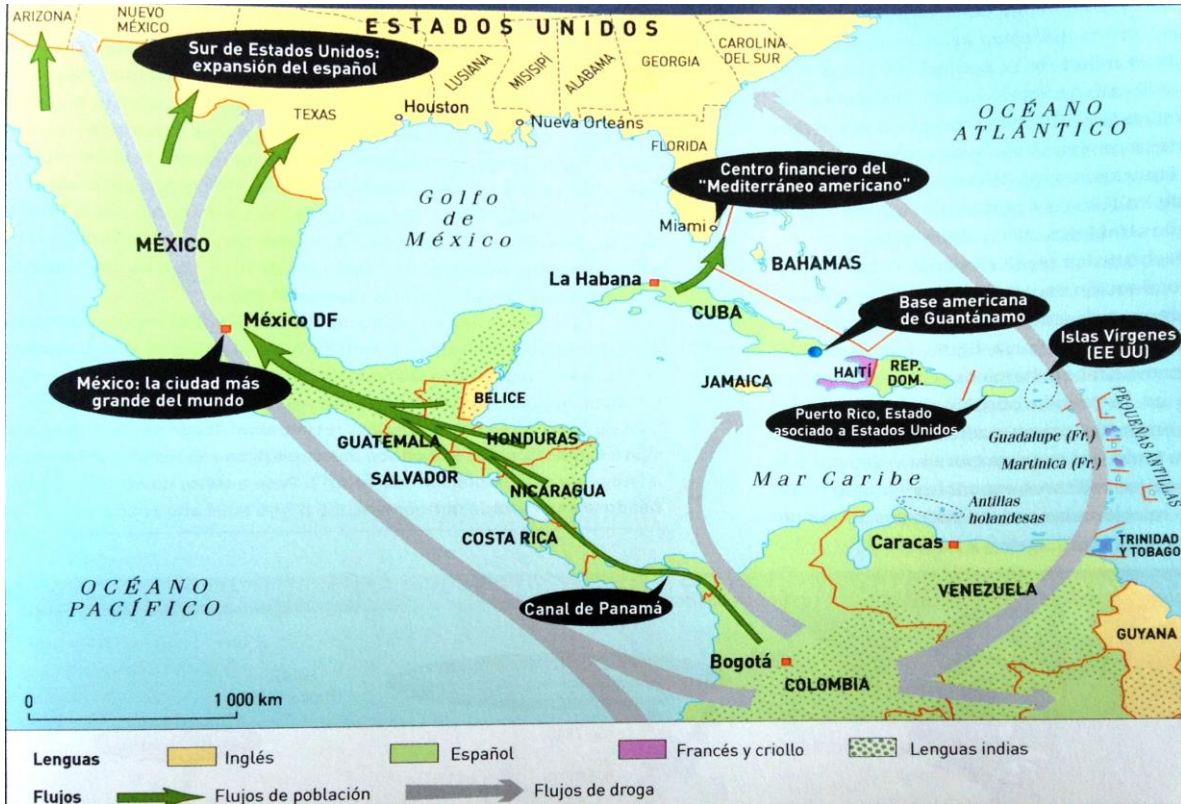 ARIZONA
NUEVO
MÉXICO
ESTADOS UNIDOS
Sur de Estados Unidos:
expansión del español
LUSIANA
MISISIPÍ
ALABAMA
GEORGIA
CAROLINA
DEL SUR
TEXAS
Houston
Nueva Orleáns
FLORIDA
OCÉANO
ATLÁNTICO
Golfo
de
México
Centro financiero del
"Mediterráneo americano"
Miami
MÉXICO
BAHAMAS
La Habana
CUBA
Base americana
de Guantánamo
Islas Vírgenes
(EE UU)
México DF
México: la ciudad más
grande del mundo
JAMAICA
HAITÍ
REP.
DOM.
BELICE
Puerto Rico, Estado
asociado a Estados Unidos
PEQUEÑAS ANTILLAS
GUATEMALA
HONDURAS
Guadalupe (Fr.)
SALVADOR
Martinica (Fr.)
NICARAGUA
Mar Caribe
Antillas
holandesas
COSTA RICA
Caracas
TRINIDAD
Y TOBAGO
OCÉANO
PACÍFICO
Canal de Panamá
VENEZUELA
GUYANA
Bogotá
COLOMBIA
0 1 000 km
Lenguas Inglés Español Francés y criollo Lenguas indias
Flujos Flujos de población Flujos de droga